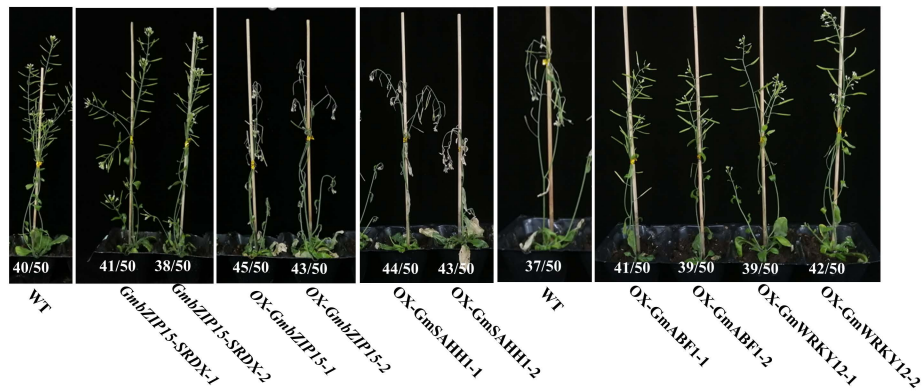 40/50 41/50 38/50 45/50 43/50 44/50 43/50 37/50 41/50 39/50 39/50 42/50
WT GmbZIP15-SRDX-1 GmbZIP15-SRDX-2 OX-GmbZIP15-1 OX-GmbZIP15-2 OX-GmSAHH1-1 OX-GmSAHH1-2 WT OX-GmABF1-1 OX-GmABF1-2 OX-GmWRKY12-1 OX-GmWRKY12-2